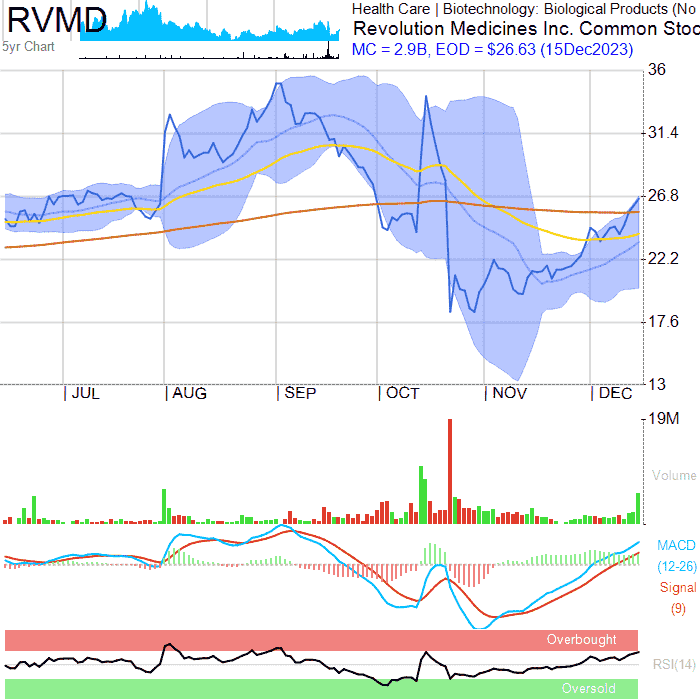 RVMD
5yr Chart
Health Care | Biotechnology: Biological Products (No
Revolution Medicines Inc. Common Stoc
MC = 2.9B, EOD = $26.63 (15Dec2023)
36
31.4
26.8
22.2
17.6
13
JUL
AUG
SEP
OCT
NOV
DEC
19M
Volume
MACD
(12-26)
Signal
(9)
Overbought
RSI(14)
Oversold